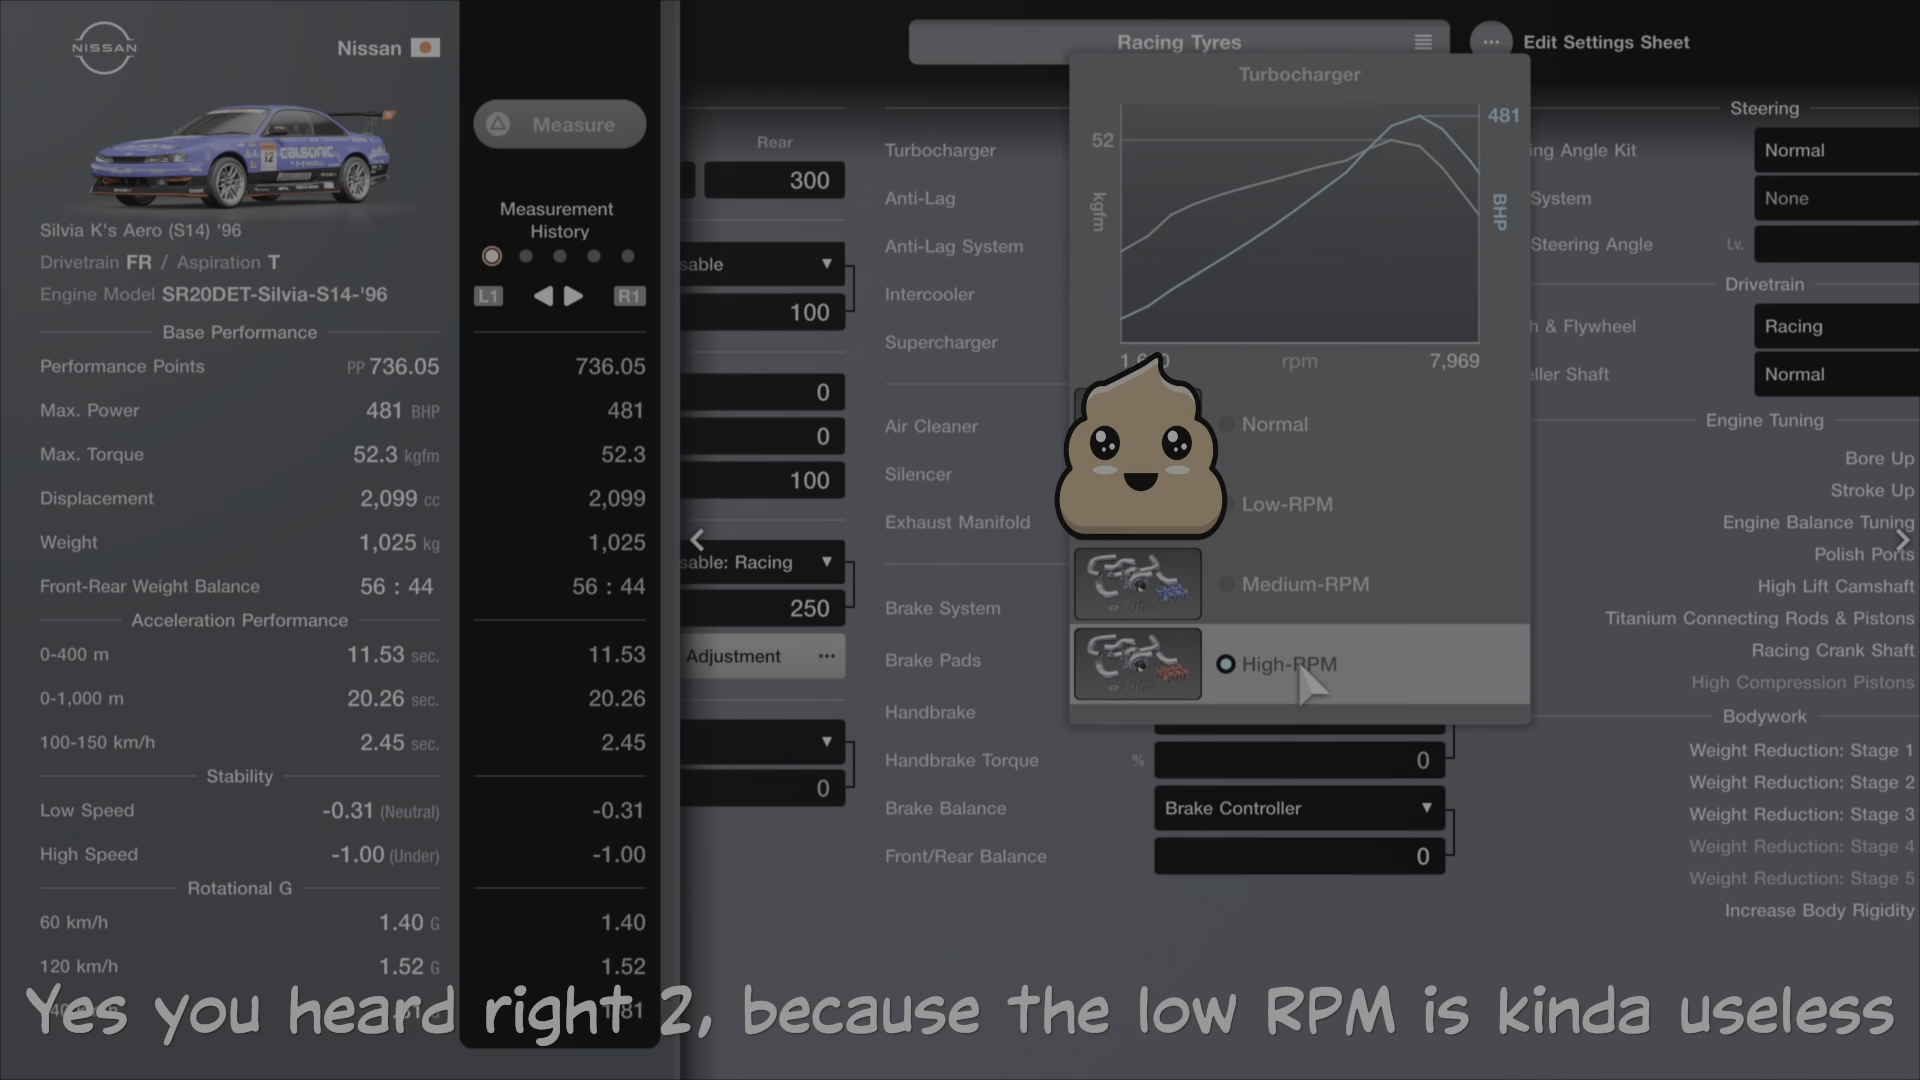 NISSAN
Nissan
Silvia K's Aero (S14) '96
Drivetrain FR / Aspiration T
Engine Model SR20DET-Silvia-S14-'96
Base Performance
Performance Points PP 736.05
Max. Power 481 BHP
Max. Torque 52.3 kgfm
Displacement 2,099 cc
Weight 1,025 kg
Front-Rear Weight Balance 56 : 44
Acceleration Performance
0-400 m 11.53 sec.
0-1,000 m 20.26 sec.
100-150 km/h 2.45 sec.
Stability
Low Speed -0.31 (Neutral)
High Speed -1.00 (Under)
Rotational G
60 km/h 1.40 G
120 km/h 1.52 G
Measure
Measurement
History
L1 R1
736.05
481
52.3
2,099
1,025
56 : 44
11.53
20.26
2.45
-0.31
-1.00
1.40
1.52
Racing Tyres
Edit Settings Sheet
Rear
300
sable
100
0
0
100
sable: Racing
250
Adjustment
0
Turbocharger
Anti-Lag
Anti-Lag System
Intercooler
Supercharger
Air Cleaner
Silencer
Exhaust Manifold
Brake System
Brake Pads
Handbrake
Handbrake Torque % 0
Brake Balance Brake Controller
Front/Rear Balance 0
Turbocharger
481
52
kgfm
BHP
rpm 7,969
Normal
Low-RPM
Medium-RPM
High-RPM
Steering
ing Angle Kit Normal
System None
Steering Angle Lv.
Drivetrain
h & Flywheel Racing
ller Shaft Normal
Engine Tuning
Bore Up
Stroke Up
Engine Balance Tuning
Polish Ports
High Lift Camshaft
Titanium Connecting Rods & Pistons
Racing Crank Shaft
High Compression Pistons
Bodywork
Weight Reduction: Stage 1
Weight Reduction: Stage 2
Weight Reduction: Stage 3
Weight Reduction: Stage 4
Weight Reduction: Stage 5
Increase Body Rigidity
Yes you heard right 2, because the low RPM is kinda useless